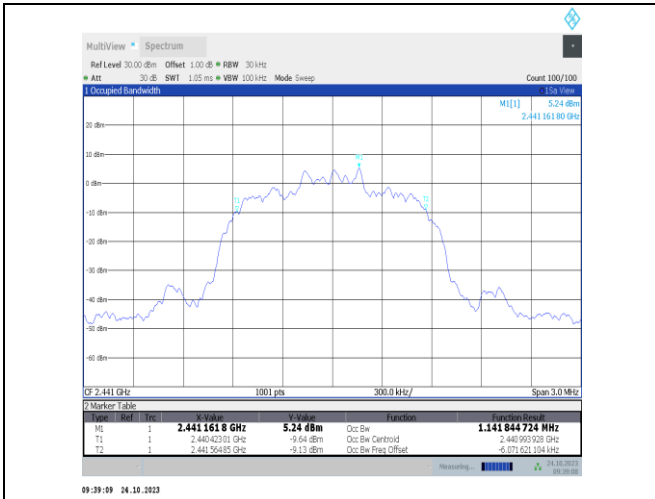 MultiView Spectrum
Ref Level 30.00 dBm Offset 1.00 dB RBW 30 kHz
Att 30 dB SWT 1.05 ms VBW 100 kHz Mode Sweep Count 100/100
1 Occupied Bandwidth 1Sa View
M1[1] 5.24 dBm
2.441 161 80 GHz
20 dBm
10 dBm
M1
0 dBm
T1 T2
-10 dBm
-20 dBm
-30 dBm
-40 dBm
-50 dBm
-60 dBm
CF 2.441 GHz 1001 pts 300.0 kHz/ Span 3.0 MHz
2 Marker Table
Type Ref Trc X-Value Y-Value Function Function Result
M1 1 2.441 161 8 GHz 5.24 dBm Occ Bw 1.141 844 724 MHz
T1 1 2.440 423 01 GHz -9.64 dBm Occ Bw Centroid 2.440 993 928 GHz
T2 1 2.441 564 85 GHz -9.13 dBm Occ Bw Freq Offset -6.071 621 104 kHz
Measuring... 24.10.2023
09:39:08
09:39:09 24.10.2023